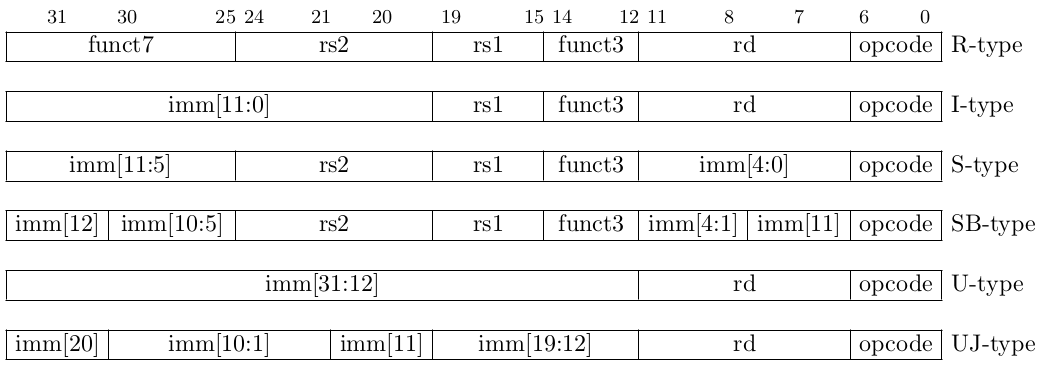 31 30 25 24 21 20 19 15 14 12 11 8 7 6 0
funct7 rs2 rs1 funct3 rd opcode R-type
imm[11:0] rs1 funct3 rd opcode I-type
imm[11:5] rs2 rs1 funct3 imm[4:0] opcode S-type
imm[12] imm[10:5] rs2 rs1 funct3 imm[4:1] imm[11] opcode SB-type
imm[31:12] rd opcode U-type
imm[20] imm[10:1] imm[11] imm[19:12] rd opcode UJ-type